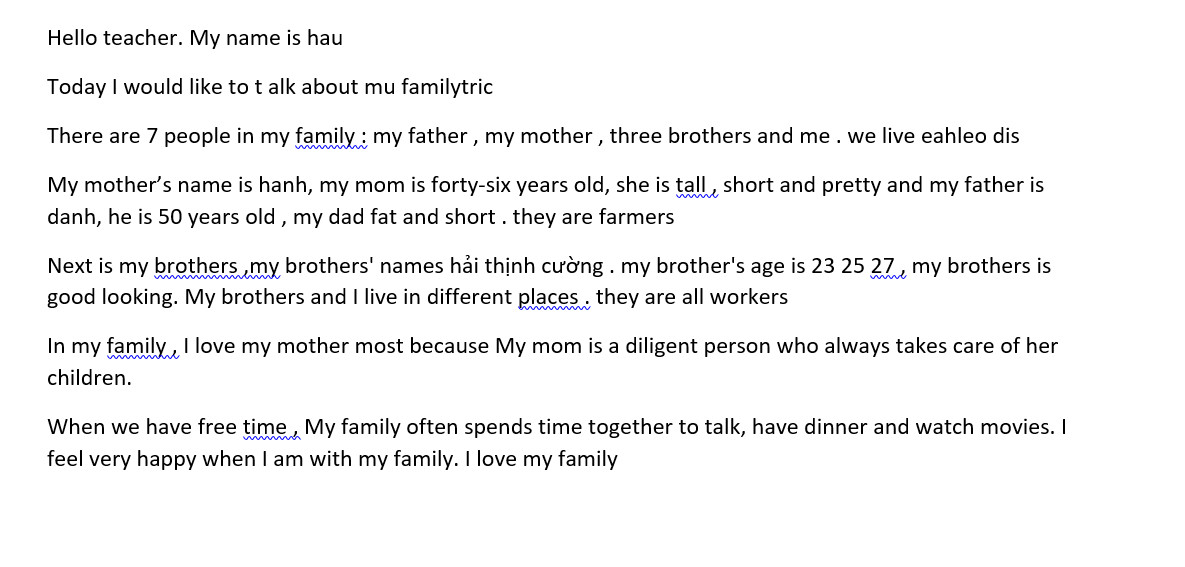 Hello teacher. My name is hau
Today I would like to t alk about mu familytric
There are 7 people in my family : my father , my mother , three brothers and me . we live eahleo dis
My mother’s name is hanh, my mom is forty-six years old, she is tall , short and pretty and my father is
danh, he is 50 years old , my dad fat and short . they are farmers
Next is my brothers ,my brothers' names hải thịnh cường . my brother's age is 23 25 27 , my brothers is
good looking. My brothers and I live in different places . they are all workers
In my family , I love my mother most because My mom is a diligent person who always takes care of her
children.
When we have free time , My family often spends time together to talk, have dinner and watch movies. I
feel very happy when I am with my family. I love my family